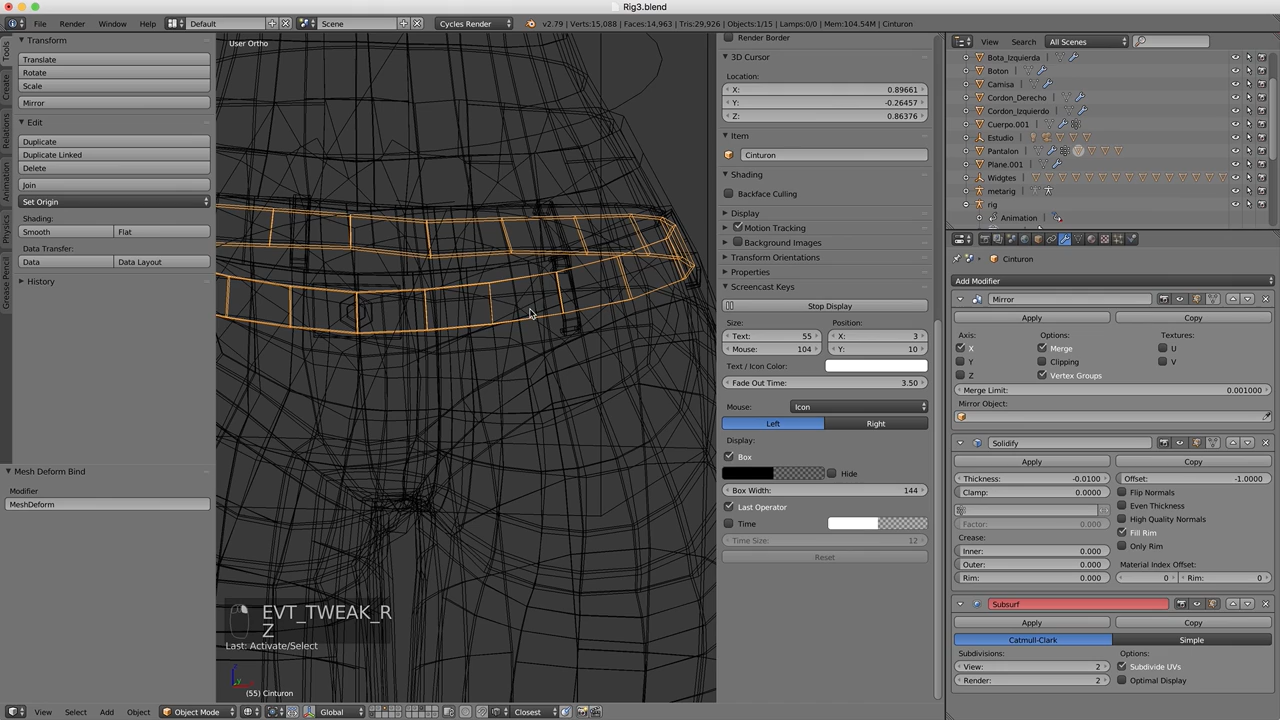 Rig3.blend
File Render Window Help Default Scene Cycles Render v2.79 | Verts:15,088 | Faces:14,963 | Tris:29,926 | Objects:1/15 | Lamps:0/0 | Mem:104.54M | Cinturon
Tools
Create
Relations
Animation
Physics
Grease Pencil
Transform
Translate
Rotate
Scale
Mirror
Edit
Duplicate
Duplicate Linked
Delete
Join
Set Origin
Shading:
Smooth Flat
Data Transfer:
Data Data Layout
History
Mesh Deform Bind
Modifier
MeshDeform
User Ortho
EVT_TWEAK_R
Z
Last: Activate/Select
(55) Cinturon
View Select Add Object Object Mode Global Closest
Render Border
3D Cursor
Location:
X: 0.89661
Y: -0.26457
Z: 0.86376
Item
Cinturon
Shading
Backface Culling
Display
Motion Tracking
Background Images
Transform Orientations
Properties
Screencast Keys
Stop Display
Size: Position:
Text: 55 X: 3
Mouse: 104 Y: 10
Text / Icon Color:
Fade Out Time: 3.50
Mouse: Icon
Left Right
Display:
Box
Hide
Box Width: 144
Last Operator
Time
Time Size: 12
Reset
View Search All Scenes
Bota_Izquierda
Boton
Camisa
Cordon_Derecho
Cordon_Izquierdo
Cuerpo.001
Estudio
Pantalon
Plane.001
Widgtes
metarig
rig
Animation
Cinturon
Add Modifier
Mirror
Apply Copy
Axis: Options: Textures:
X Merge U
Y Clipping V
Z Vertex Groups
Merge Limit: 0.001000
Mirror Object:
Solidify
Apply Copy
Thickness: -0.0100 Offset: -1.0000
Clamp: 0.0000 Flip Normals
Even Thickness
Factor: 0.000 High Quality Normals
Crease: Fill Rim
Inner: 0.000 Only Rim
Outer: 0.000 Material Index Offset:
Rim: 0.000 0 Rim: 0
Subsurf
Apply Copy
Catmull-Clark Simple
Subdivisions: Options:
View: 2 Subdivide UVs
Render: 2 Optimal Display